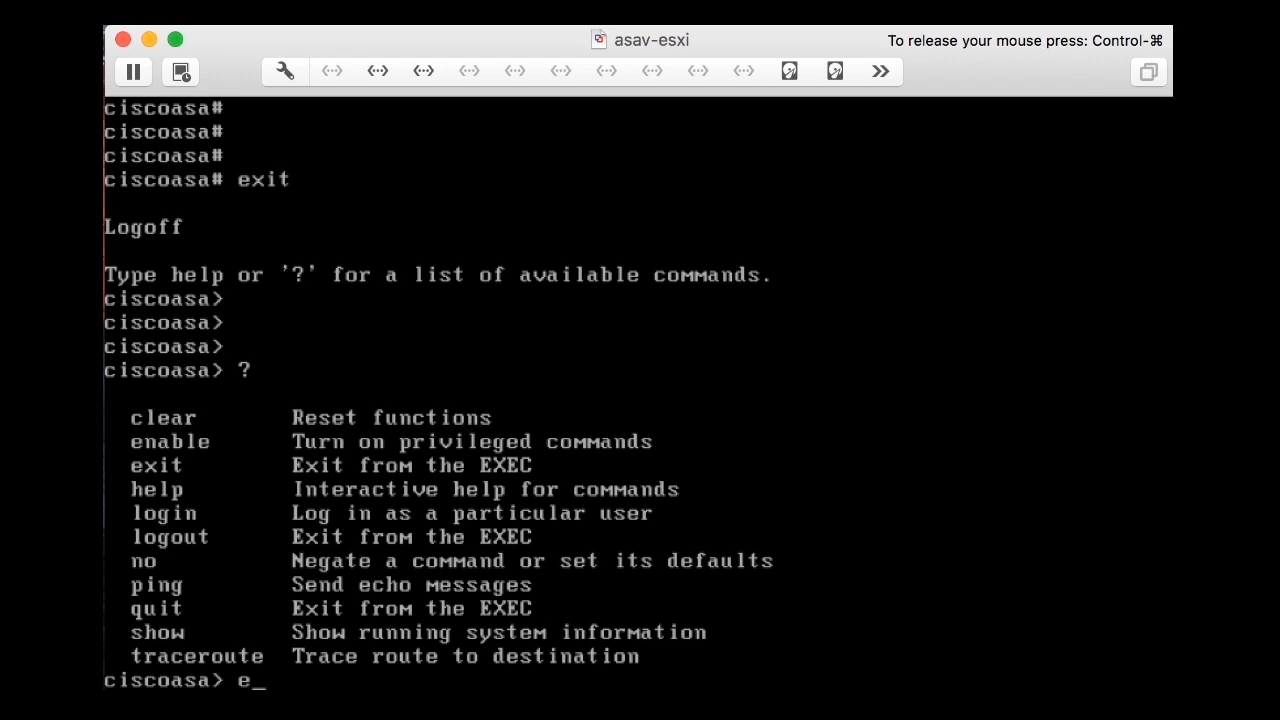 asav-esxi
To release your mouse press: Control-⌘
ciscoasa#
ciscoasa#
ciscoasa#
ciscoasa# exit
Logoff
Type help or '?' for a list of available commands.
ciscoasa>
ciscoasa>
ciscoasa>
ciscoasa> ?
clear Reset functions
enable Turn on privileged commands
exit Exit from the EXEC
help Interactive help for commands
login Log in as a particular user
logout Exit from the EXEC
no Negate a command or set its defaults
ping Send echo messages
quit Exit from the EXEC
show Show running system information
traceroute Trace route to destination
ciscoasa> e_